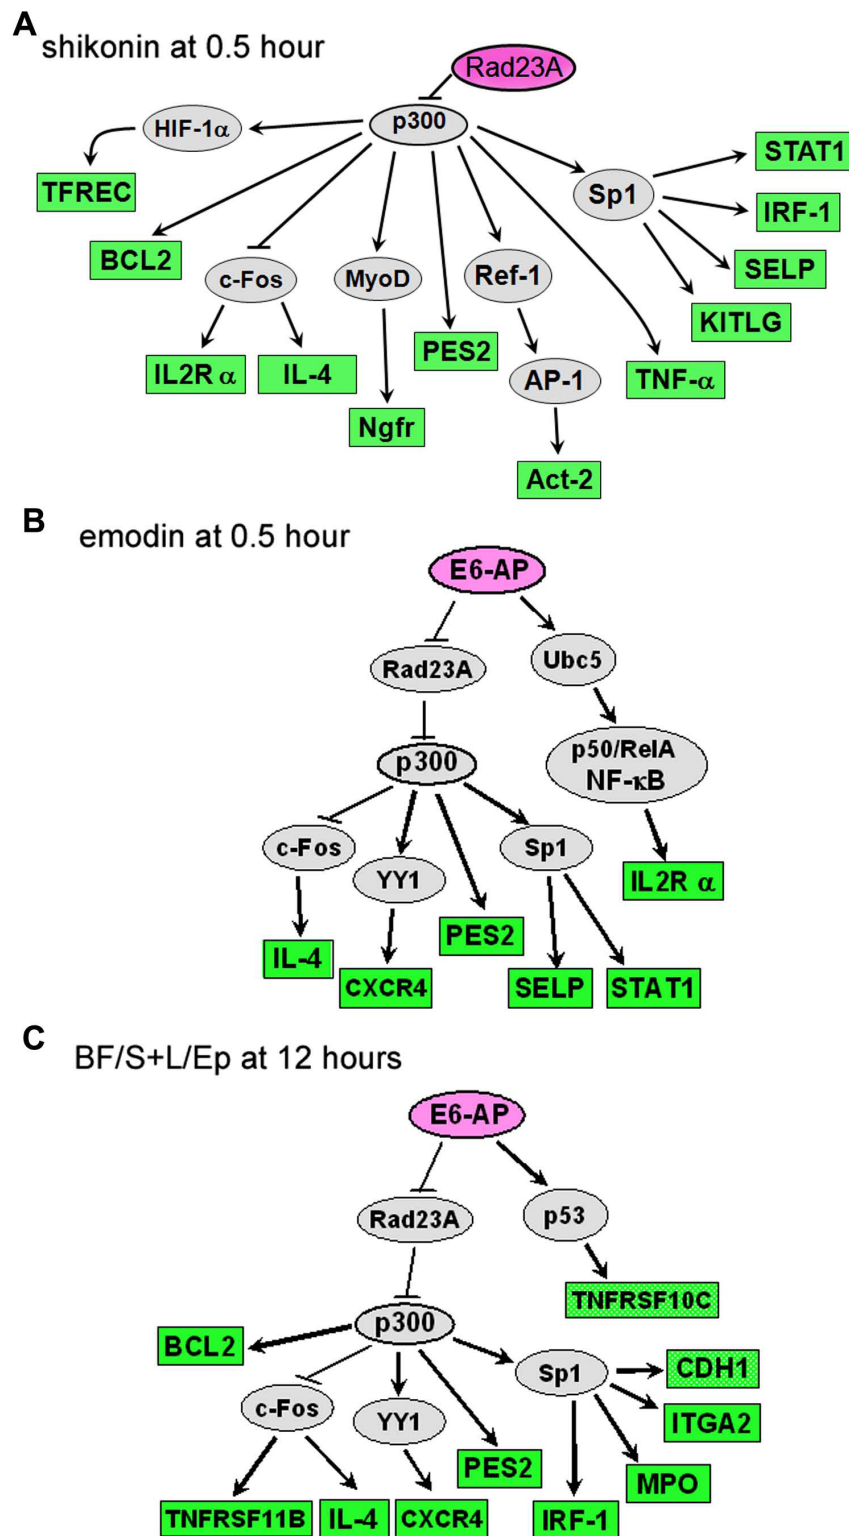 A
shikonin at 0.5 hour
Rad23A
HIF-1α
p300
STAT1
TFREC
Sp1
IRF-1
BCL2
c-Fos
MyoD
Ref-1
SELP
KITLG
IL2R α
IL-4
PES2
AP-1
TNF-α
Ngfr
Act-2
B
emodin at 0.5 hour
E6-AP
Rad23A
Ubc5
p300
p50/RelA
NF-κB
c-Fos
YY1
Sp1
IL2R α
IL-4
CXCR4
PES2
SELP
STAT1
C
BF/S+L/Ep at 12 hours
E6-AP
Rad23A
p53
TNFRSF10C
p300
BCL2
Sp1
CDH1
c-Fos
YY1
ITGA2
PES2
MPO
TNFRSF11B
IL-4
CXCR4
IRF-1